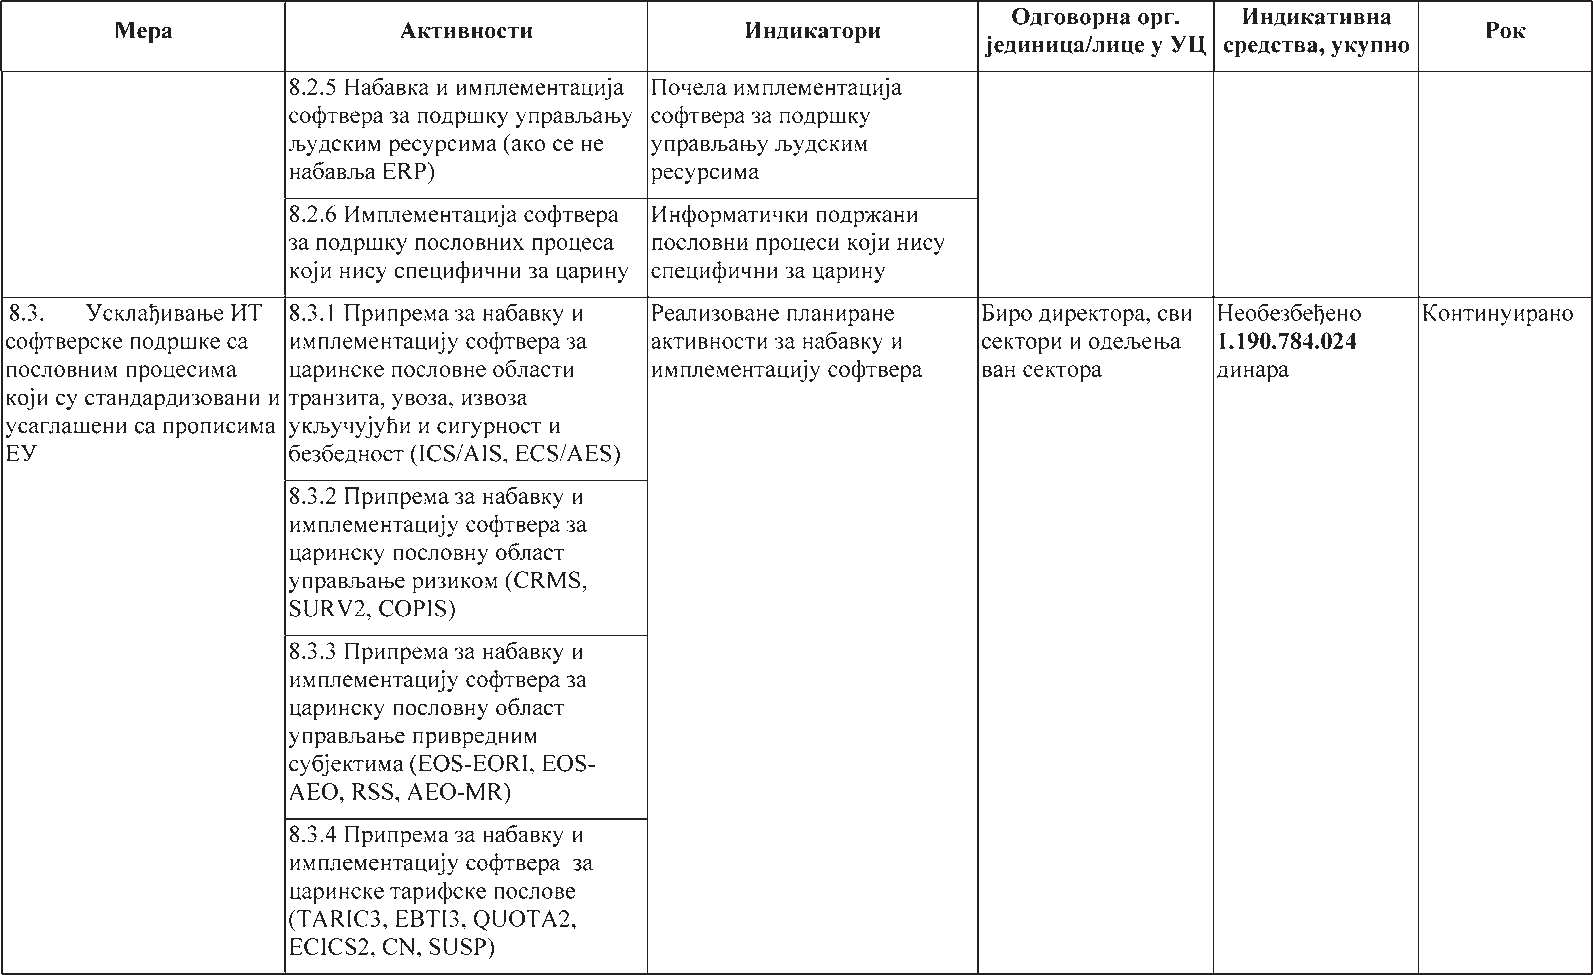 Мера
Активности
Индикатори
Одговорна орг.
јединица/лице у УЦ
Индикативна
средства, укупно
Рок
8.2.5 Набавка и имплементација
софтвера за подршку управљању
људским ресурсима (ако се не
набавља ERP)
Почела имплементација
софтвера за подршку
управљању људским
ресурсима
8.2.6 Имплементација софтвера
за подршку пословних процеса
који нису специфични за царину
Информатички подржани
пословни процеси који нису
специфични за царину
8.3. Усклађивање ИТ
софтверске подршке са
пословним процесима
који су стандардизовани и
усаглашени са прописима
ЕУ
8.3.1 Припрема за набавку и
имплементацију софтвера за
царинске пословне области
транзита, увоза, извоза
укључујући и сигурност и
безбедност (ICS/AIS, ECS/AES)
Реализоване планиране
активности за набавку и
имплементацију софтвера
Биро директора, сви
сектори и одељења
ван сектора
Необезбеђено
1.190.784.024
динара
Континуирано
8.3.2 Припрема за набавку и
имплементацију софтвера за
царинску пословну област
управљање ризиком (CRMS,
SURV2, COPIS)
8.3.3 Припрема за набавку и
имплементацију софтвера за
царинску пословну област
управљање привредним
субјектима (EOS-EORI, EOS-
AEO, RSS, AEO-MR)
8.3.4 Припрема за набавку и
имплементацију софтвера за
царинске тарифске послове
(TARIC3, EBTI3, QUOTA2,
ECICS2, CN, SUSP)